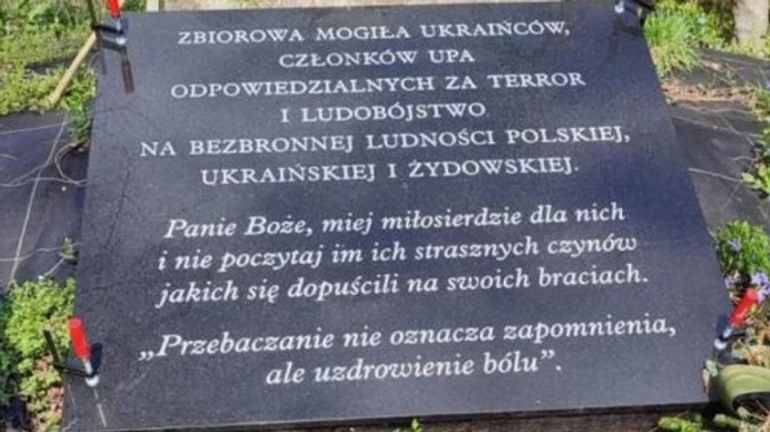 ZBIOROWA MOGIŁA UKRAIŃCÓW,
CZŁONKÓW UPA
ODPOWIEDZIALNYCH ZA TERROR
I LUDOBÓJSTWO
NA BEZBRONNEJ LUDNOŚCI POLSKIEJ,
UKRAIŃSKIEJ I ŻYDOWSKIEJ.
Panie Boże, miej miłosierdzie dla nich
i nie poczytaj im ich strasznych czynów
jakich się dopuścili na swoich braciach.
„Przebaczanie nie oznacza zapomnienia,
ale uzdrowienie bólu”.